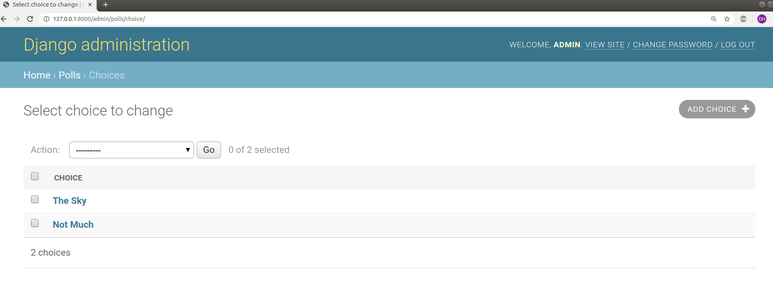 Select choice to change |
127.0.0.1:8000/admin/polls/choice/
DH
Django administration
WELCOME, ADMIN. VIEW SITE / CHANGE PASSWORD / LOG OUT
Home › Polls › Choices
Select choice to change
ADD CHOICE +
Action: --------- Go 0 of 2 selected
CHOICE
The Sky
Not Much
2 choices